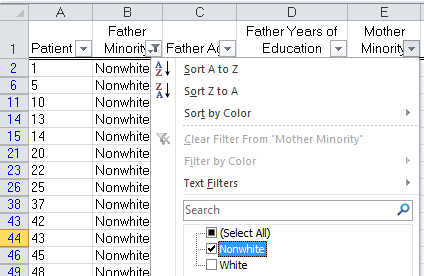 A B C D E
1 Patient Father Minority Father Ag Father Years of Education Mother Minority
2 1 Nonwhite
6 5 Nonwhite
11 10 Nonwhite
14 13 Nonwhite
15 14 Nonwhite
21 20 Nonwhite
23 22 Nonwhite
26 25 Nonwhite
38 37 Nonwhite
43 42 Nonwhite
44 43 Nonwhite
46 45 Nonwhite
49 48 Nonwhite
Sort A to Z
Sort Z to A
Sort by Color
Clear Filter From "Mother Minority"
Filter by Color
Text Filters
Search
(Select All)
Nonwhite
White